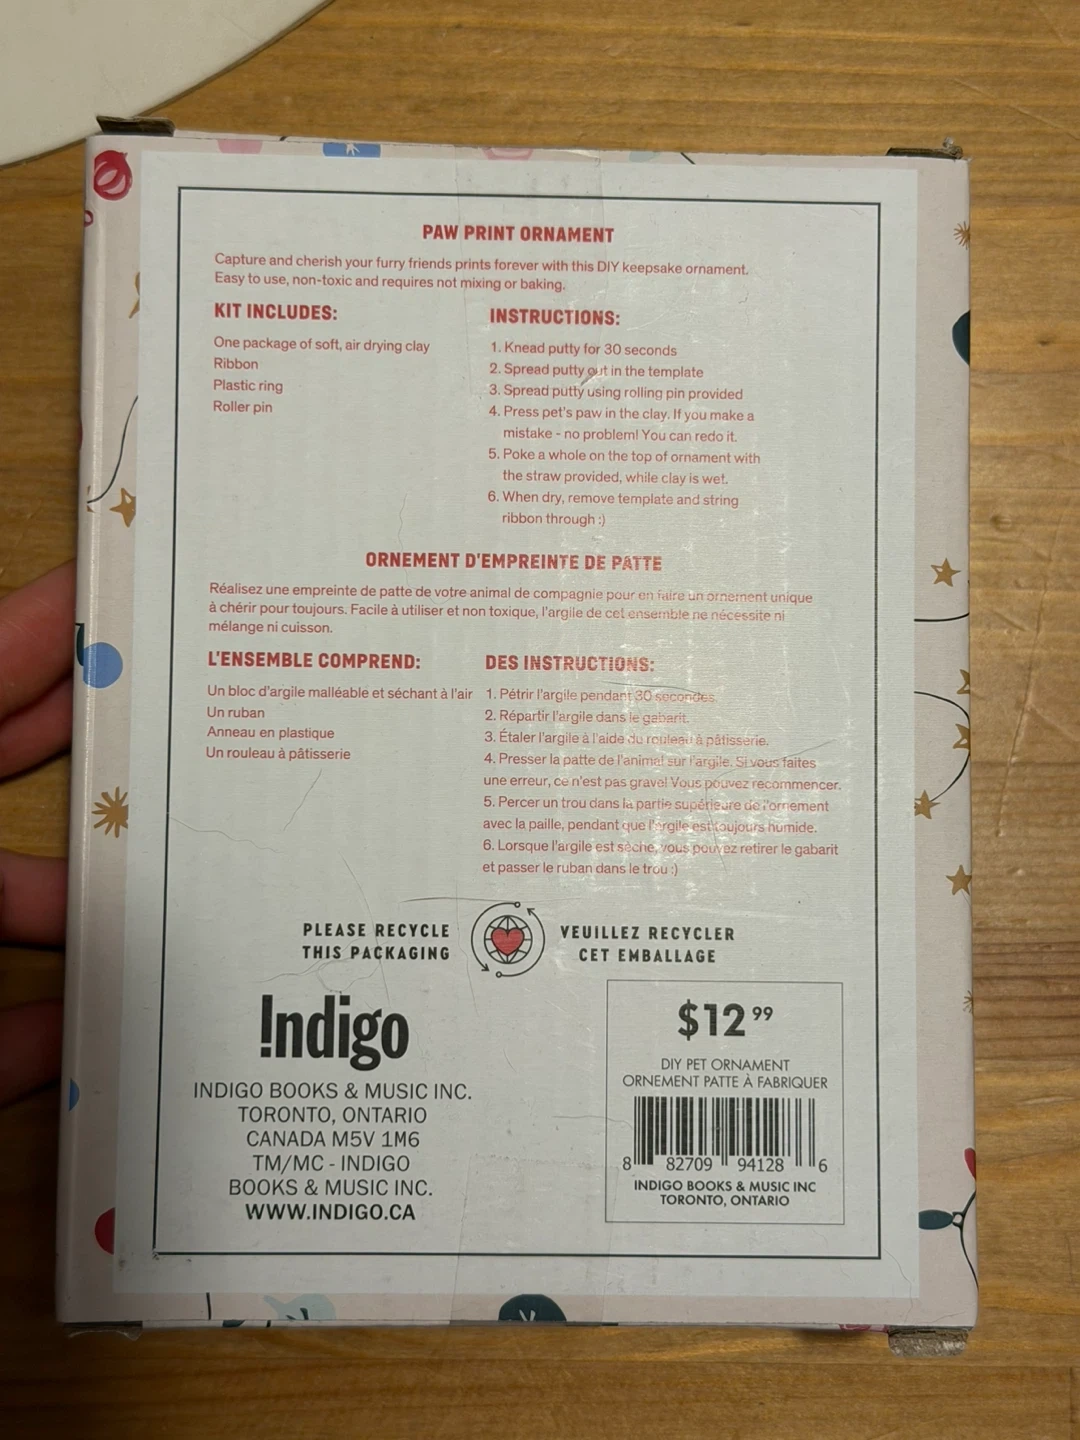 PAW PRINT ORNAMENT
Capture and cherish your furry friends prints forever with this DIY keepsake ornament.
Easy to use, non-toxic and requires not mixing or baking.
KIT INCLUDES:
One package of soft, air drying clay
Ribbon
Plastic ring
Roller pin
INSTRUCTIONS:
1. Knead putty for 30 seconds
2. Spread putty out in the template
3. Spread putty using rolling pin provided
4. Press pet's paw in the clay. If you make a
mistake - no problem! You can redo it.
5. Poke a whole on the top of ornament with
the straw provided, while clay is wet.
6. When dry, remove template and string
ribbon through :)
ORNEMENT D'EMPREINTE DE PATTE
Réalisez une empreinte de patte de votre animal de compagnie pour en faire un ornement unique
à chérir pour toujours. Facile à utiliser et non toxique, l'argile de cet ensemble ne nécessite ni
mélange ni cuisson.
L'ENSEMBLE COMPREND:
Un bloc d'argile malléable et séchant à l'air
Un ruban
Anneau en plastique
Un rouleau à pâtisserie
DES INSTRUCTIONS:
1. Pétrir l'argile pendant 30 secondes.
2. Répartir l'argile dans le gabarit.
3. Étaler l'argile à l'aide du rouleau à pâtisserie.
4. Presser la patte de l'animal sur l'argile. Si vous faites
une erreur, ce n'est pas grave! Vous pouvez recommencer.
5. Percer un trou dans la partie supérieure de l'ornement
avec la paille, pendant que l'argile est toujours humide.
6. Lorsque l'argile est sèche, vous pouvez retirer le gabarit
et passer le ruban dans le trou :)
PLEASE RECYCLE
THIS PACKAGING
VEUILLEZ RECYCLER
CET EMBALLAGE
Indigo
INDIGO BOOKS & MUSIC INC.
TORONTO, ONTARIO
CANADA M5V 1M6
TM/MC - INDIGO
BOOKS & MUSIC INC.
WWW.INDIGO.CA
$12 99
DIY PET ORNAMENT
ORNEMENT PATTE À FABRIQUER
8 82709 94128 6
INDIGO BOOKS & MUSIC INC
TORONTO, ONTARIO